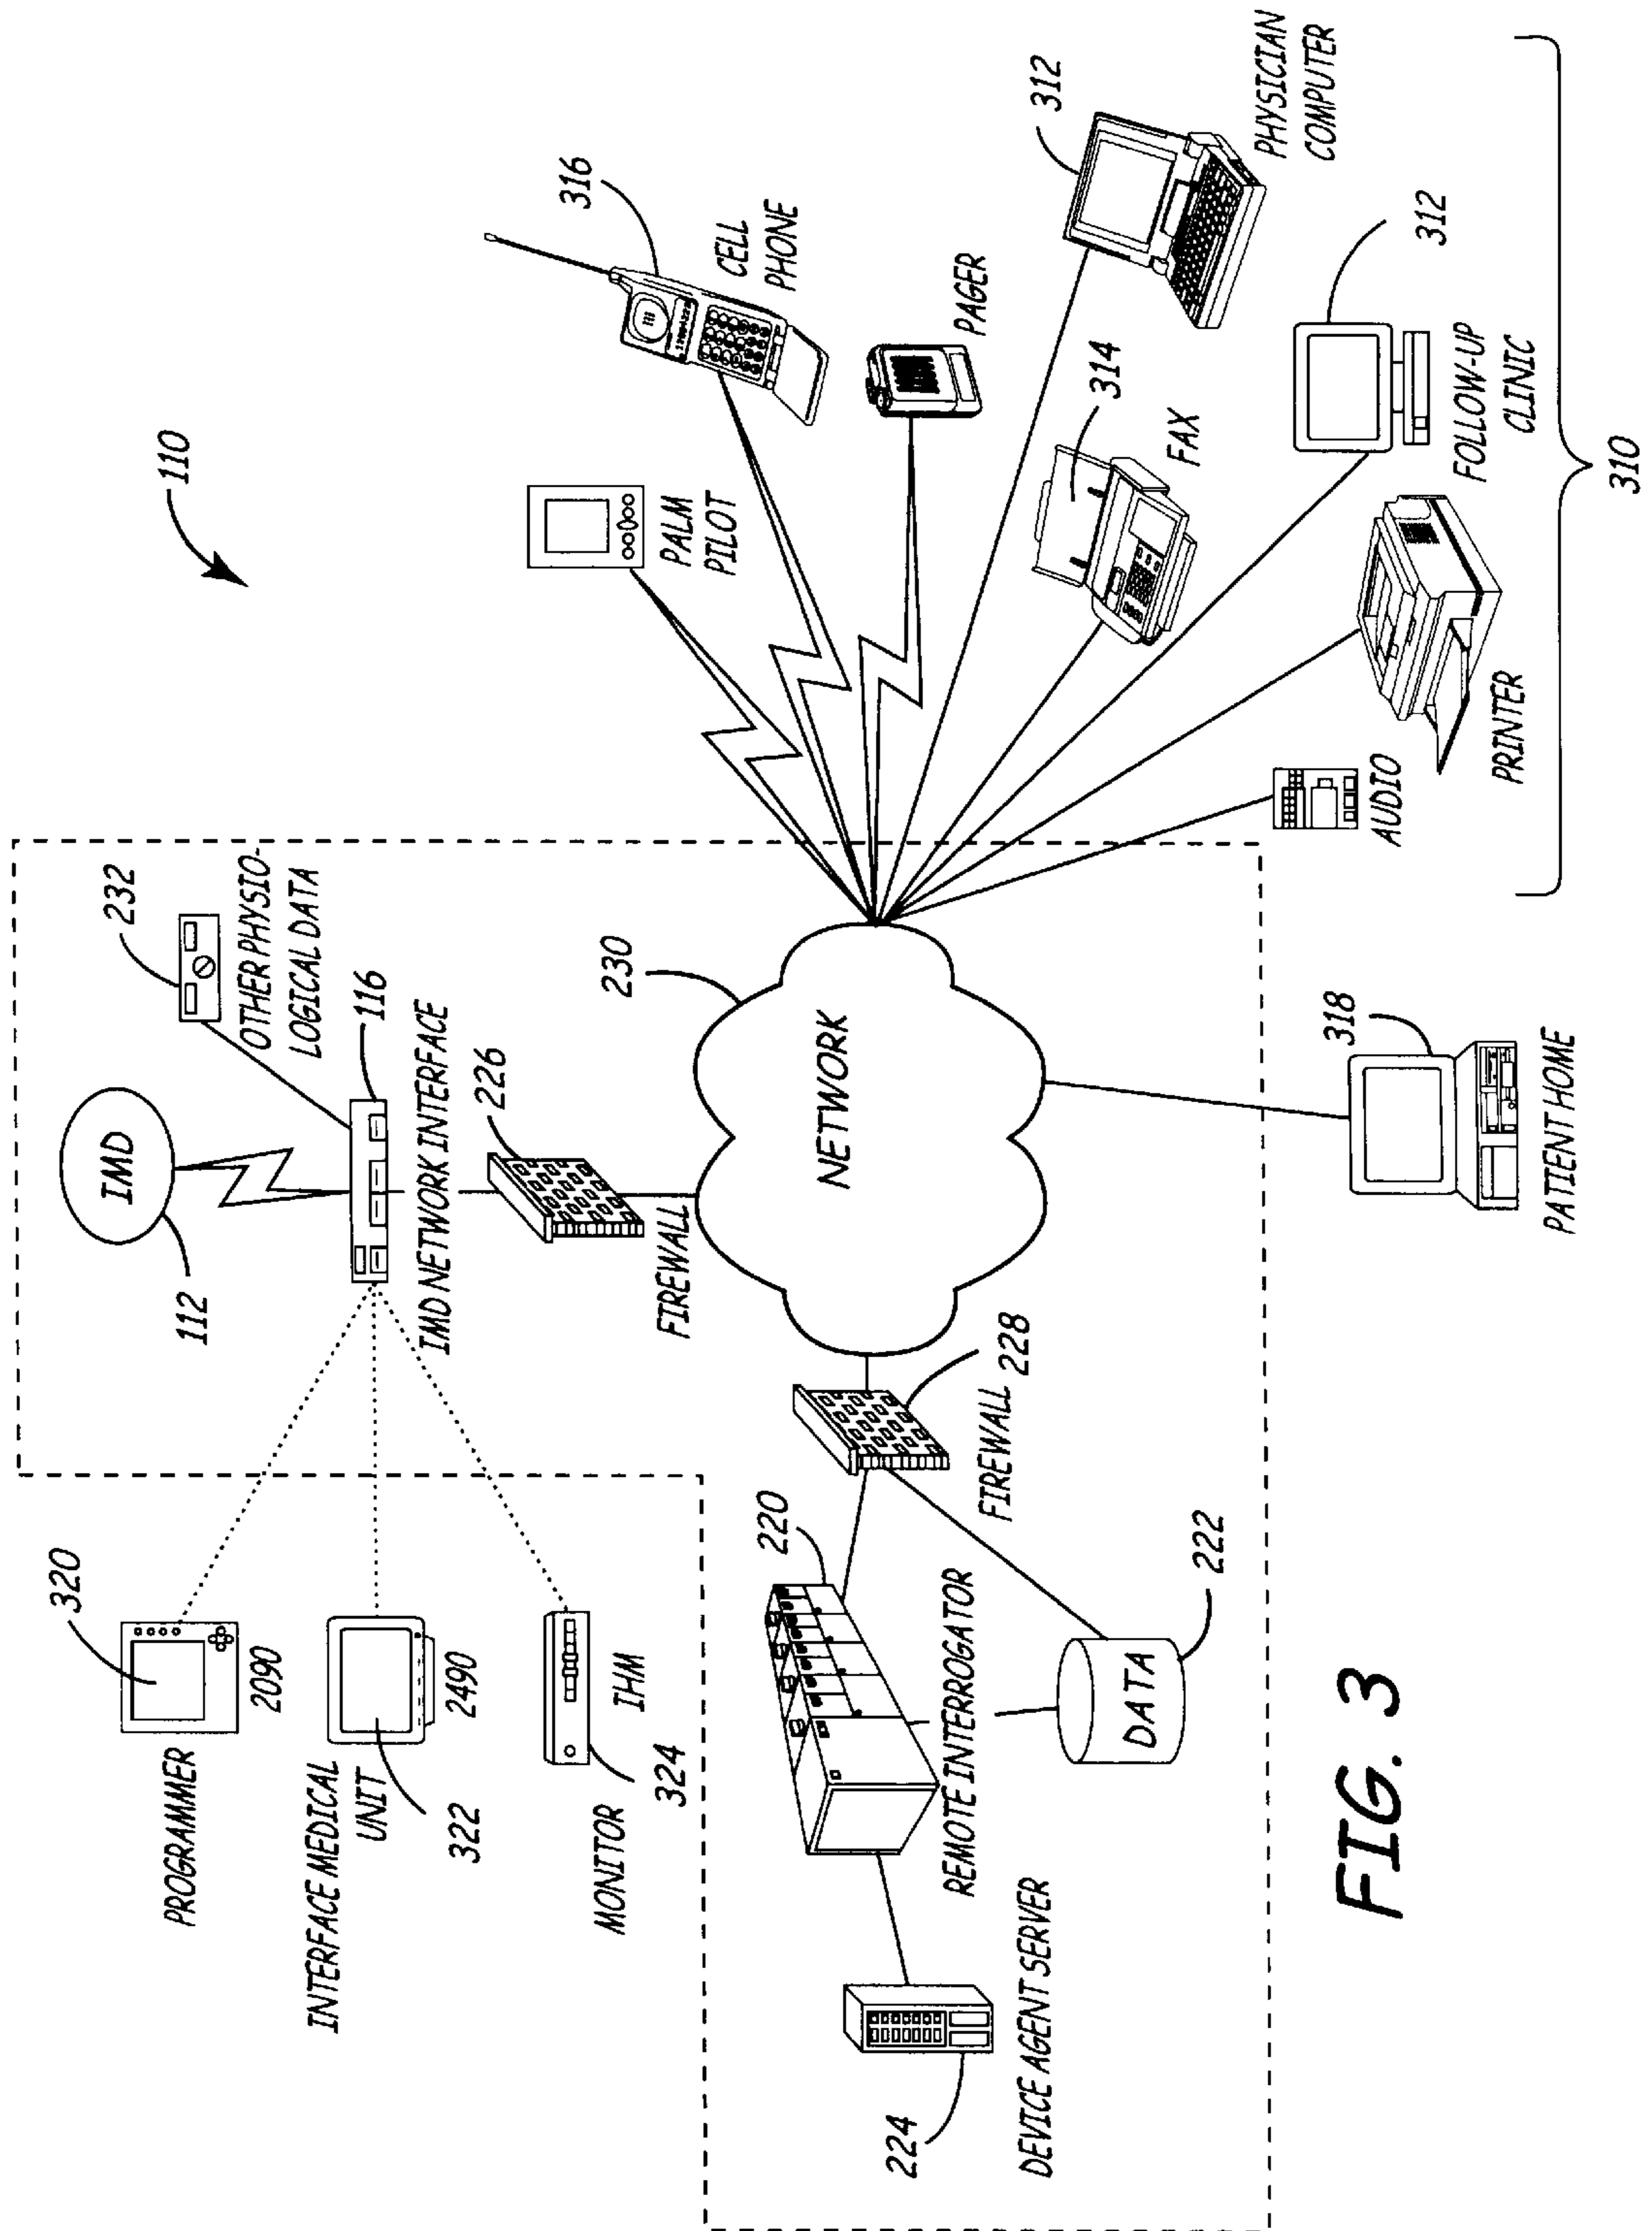 320
PROGRAMMER
2090
112
IMD
232
OTHER PHYSIO-
LOGICAL DATA
110
INTERFACE MEDICAL
UNIT
322
2490
116
IMD NETWORK INTERFACE
226
MONITOR
324
IHM
FIREWALL
230
PALM
PILOT
316
CELL
PHONE
220
NETWORK
224
DEVICE AGENT SERVER
REMOTE INTERROGATOR
FIREWALL
228
PAGER
DATA
222
314
FAX
312
PHYSICIAN
COMPUTER
FIG. 3
318
PATIENT HOME
AUDIO
PRINTER
312
FOLLOW-UP
CLINIC
310